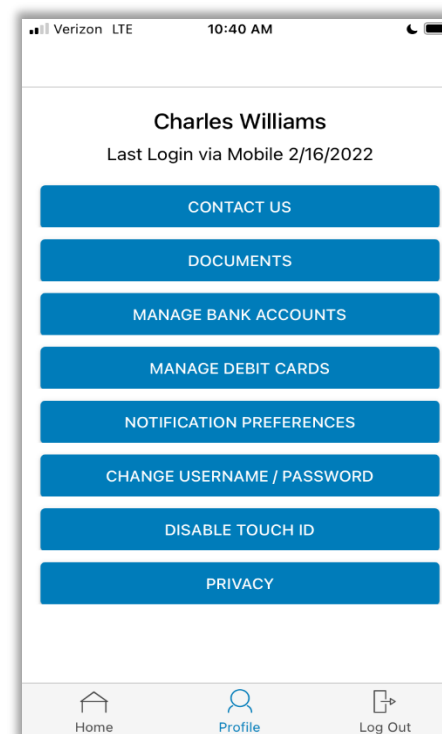 Verizon LTE 10:40 AM
Charles Williams
Last Login via Mobile 2/16/2022
CONTACT US
DOCUMENTS
MANAGE BANK ACCOUNTS
MANAGE DEBIT CARDS
NOTIFICATION PREFERENCES
CHANGE USERNAME / PASSWORD
DISABLE TOUCH ID
PRIVACY
Home Profile Log Out